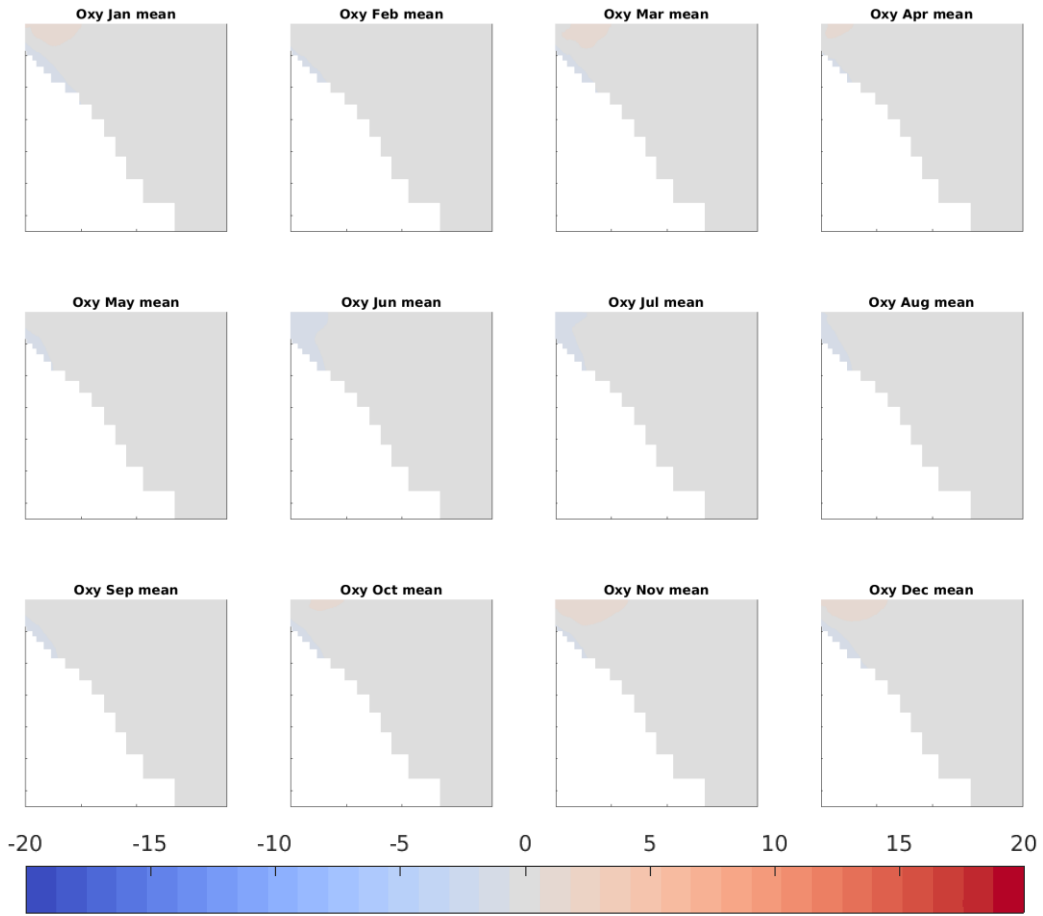 Oxy Jan mean Oxy Feb mean Oxy Mar mean Oxy Apr mean
Oxy May mean Oxy Jun mean Oxy Jul mean Oxy Aug mean
Oxy Sep mean Oxy Oct mean Oxy Nov mean Oxy Dec mean
-20 -15 -10 -5 0 5 10 15 20